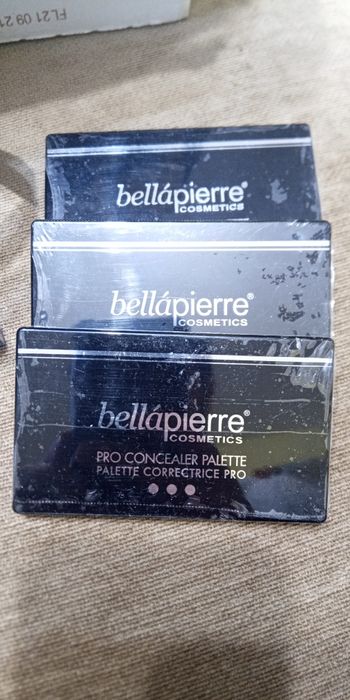 FL21 09 21
bellápierre®
COSMETICS
bellápierre®
COSMETICS
bellápierre®
COSMETICS
PRO CONCEALER PALETTE
PALETTE CORRECTRICE PRO